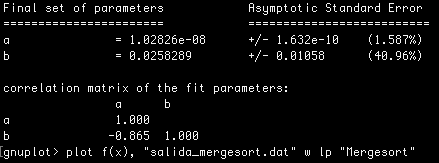 Final set of parameters            Asymptotic Standard Error
=======================            ==========================
a               = 1.02826e-08      +/- 1.632e-10    (1.587%)
b               = 0.0258289        +/- 0.01058      (40.96%)
correlation matrix of the fit parameters:
                a      b
a               1.000
b              -0.865  1.000
[gnuplot> plot f(x), "salida_mergesort.dat" w lp "Mergesort"